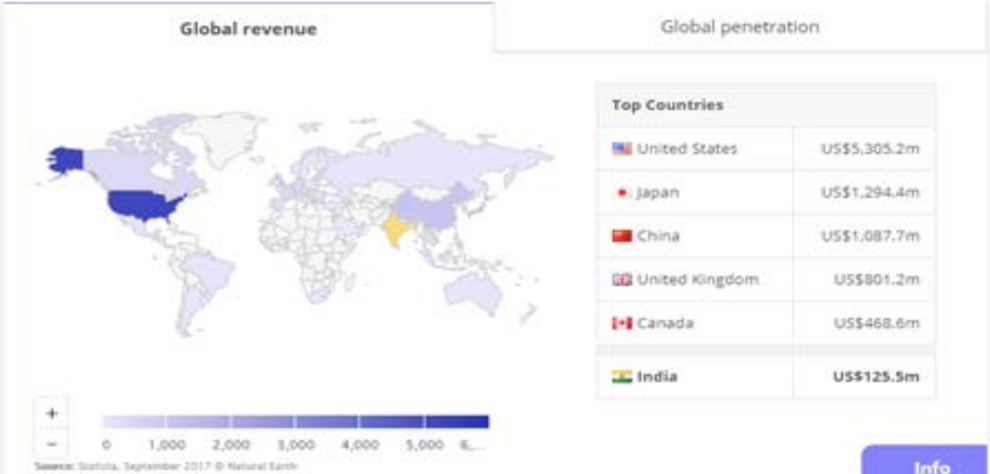 Global revenue
Global penetration
Top Countries
United States US$5,305.2m
Japan US$1,294.4m
China US$1,087.7m
United Kingdom US$801.2m
Canada US$468.6m
India US$125.5m
+
−
0 1,000 2,000 3,000 4,000 5,000 6,...
Source: Statista, September 2017 © Natural Earth
Info